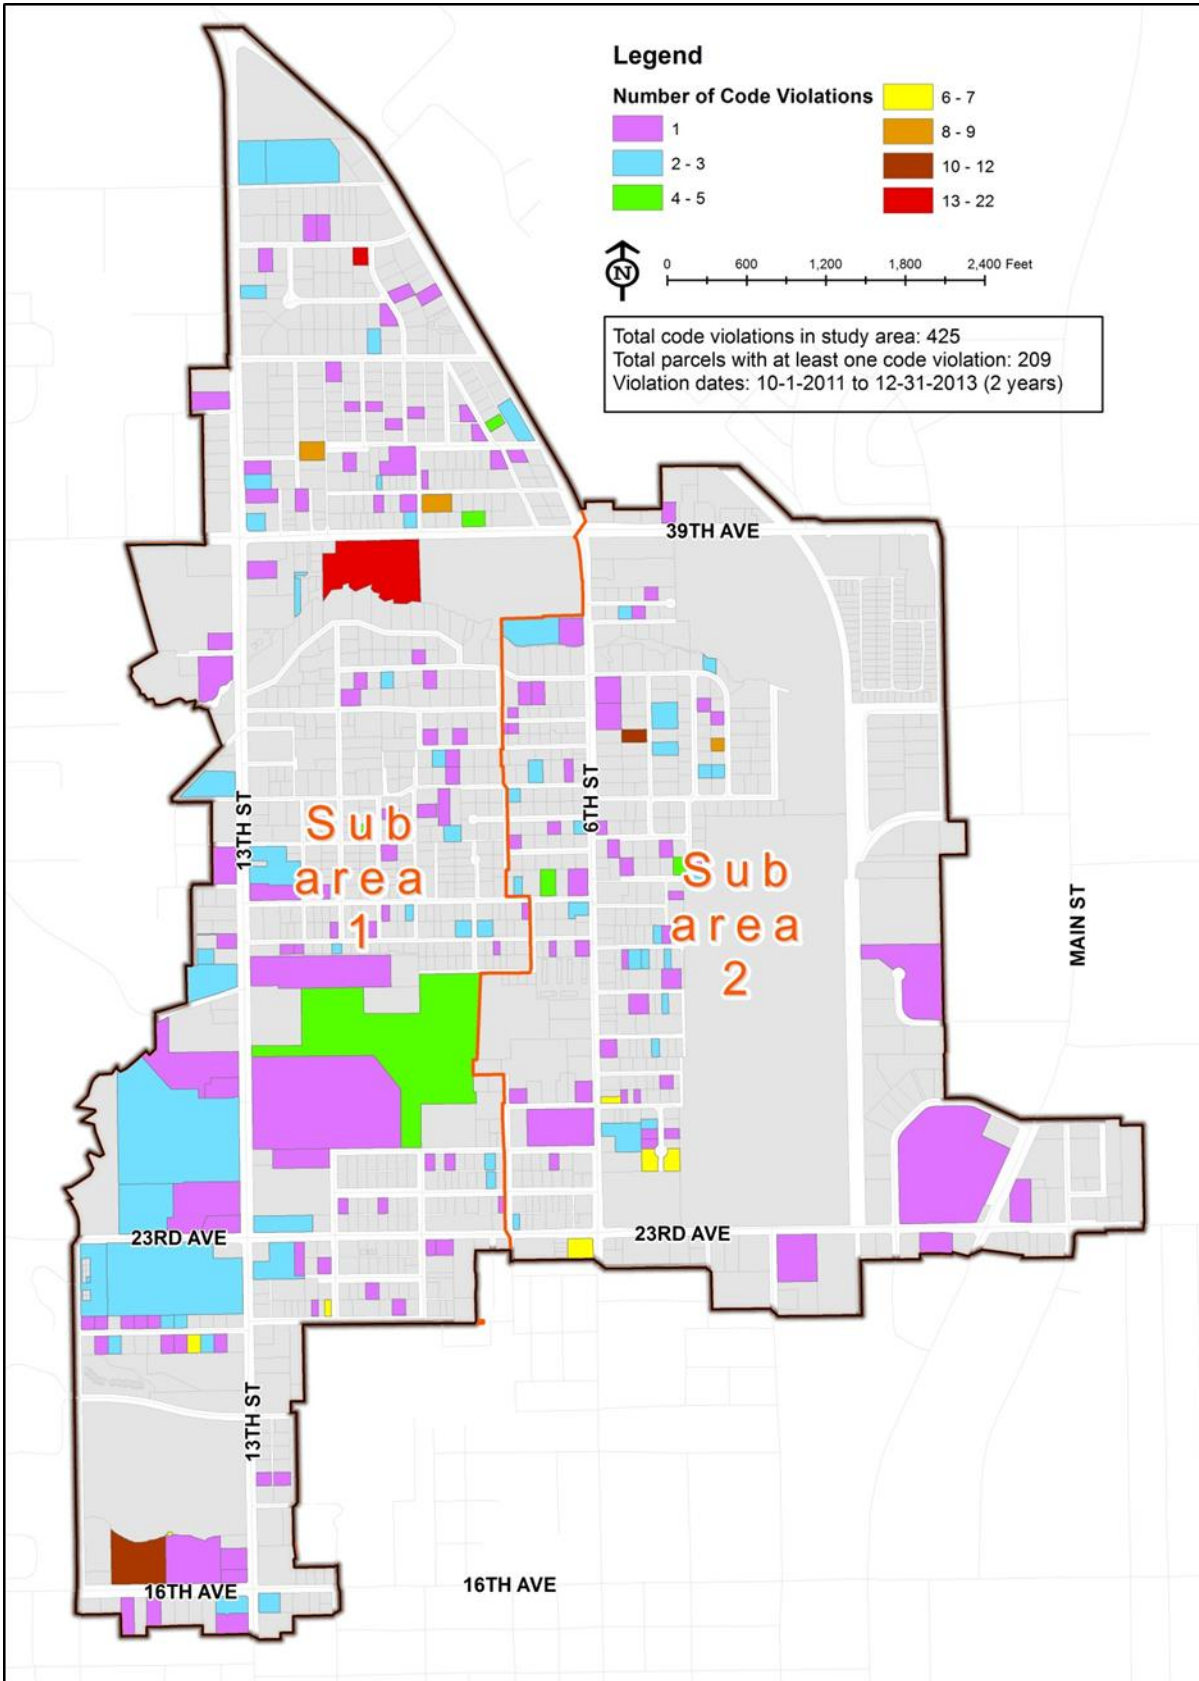 Legend
Number of Code Violations
1
2 - 3
4 - 5
6 - 7
8 - 9
10 - 12
13 - 22
N
0 600 1,200 1,800 2,400 Feet
Total code violations in study area: 425
Total parcels with at least one code violation: 209
Violation dates: 10-1-2011 to 12-31-2013 (2 years)
39TH AVE
13TH ST
6TH ST
Sub
area
1
Sub
area
2
MAIN ST
23RD AVE
23RD AVE
13TH ST
16TH AVE
16TH AVE